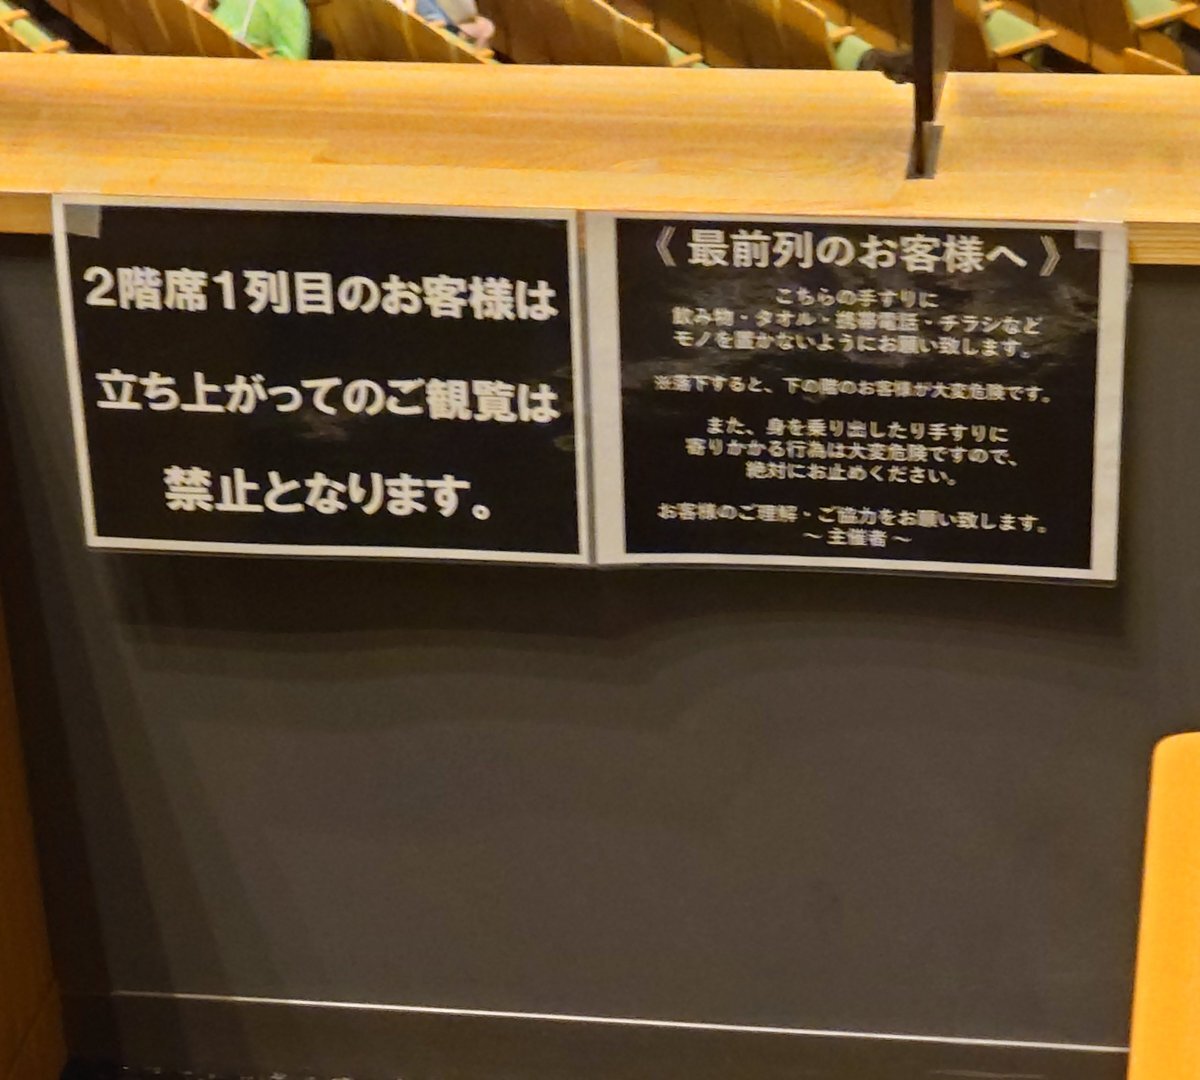 2階席1列目のお客様は
立ち上がってのご観覧は
禁止となります。
《 最前列のお客様へ 》
こちらの手すりに
飲み物・タオル・携帯電話・チラシなど
モノを置かないようにお願い致します。
※落下すると、下の階のお客様が大変危険です。
また、身を乗り出したり手すりに
寄りかかる行為は大変危険ですので、
絶対にお止めください。
お客様のご理解・ご協力をお願い致します。
～ 主催者 ～